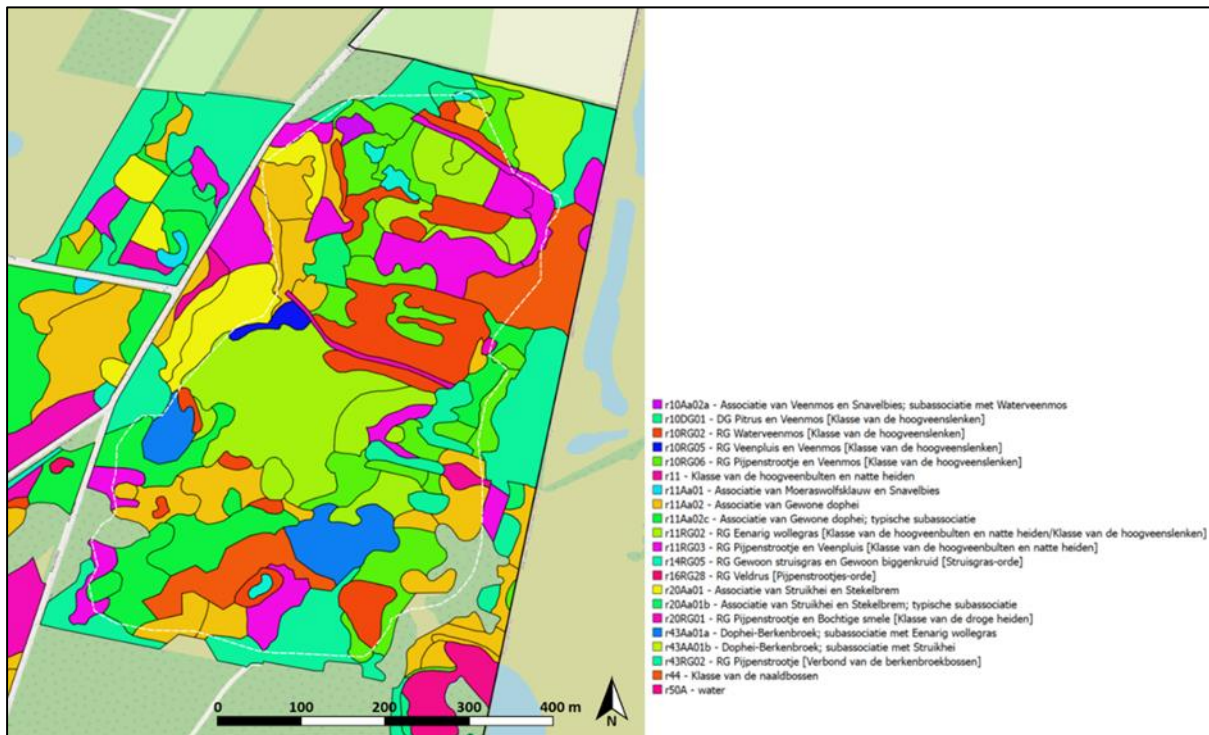 r10Aa02a - Associatie van Veenmos en Snavelbies; subassociatie met Waterveenmos
r10DG01 - DG Pitrus en Veenmos [Klasse van de hoogveenslenken]
r10RG02 - RG Waterveenmos [Klasse van de hoogveenslenken]
r10RG05 - RG Veenpluis en Veenmos [Klasse van de hoogveenslenken]
r10RG06 - RG Pijpenstrootje en Veenmos [Klasse van de hoogveenslenken]
r11 - Klasse van de hoogveenbulten en natte heiden
r11Aa01 - Associatie van Moeraswolfsklauw en Snavelbies
r11Aa02 - Associatie van Gewone dophei
r11Aa02c - Associatie van Gewone dophei; typische subassociatie
r11RG02 - RG Eenarig wollegras [Klasse van de hoogveenbulten en natte heiden/Klasse van de hoogveenslenken]
r11RG03 - RG Pijpenstrootje en Veenpluis [Klasse van de hoogveenbulten en natte heiden]
r14RG05 - RG Gewoon struisgras en Gewoon biggenkruid [Struisgras-orde]
r16RG28 - RG Veldrus [Pijpenstrootjes-orde]
r20Aa01 - Associatie van Struikhei en Stekelbrem
r20Aa01b - Associatie van Struikhei en Stekelbrem; typische subassociatie
r20RG01 - RG Pijpenstrootje en Bochtige smele [Klasse van de droge heiden]
r43Aa01a - Dophei-Berkenbroek; subassociatie met Eenarig wollegras
r43AA01b - Dophei-Berkenbroek; subassociatie met Struikhei
r43RG02 - RG Pijpenstrootje [Verbond van de berkenbroekbossen]
r44 - Klasse van de naaldbossen
r50A - water
0 100 200 300 400 m
N